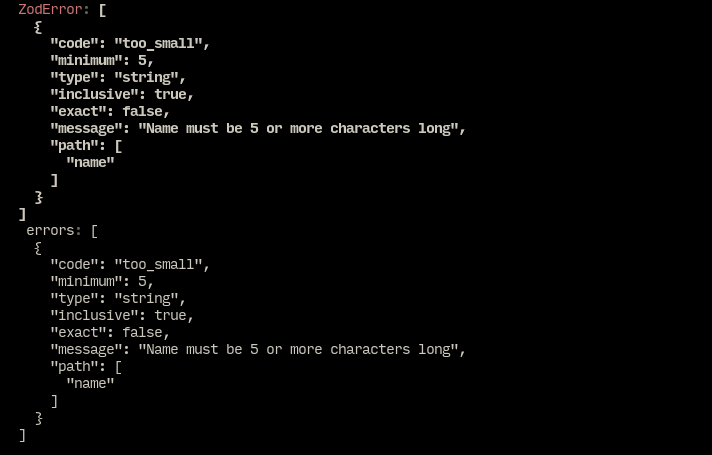 ZodError: [
  {
    "code": "too_small",
    "minimum": 5,
    "type": "string",
    "inclusive": true,
    "exact": false,
    "message": "Name must be 5 or more characters long",
    "path": [
      "name"
    ]
  }
]
 errors: [
  {
    "code": "too_small",
    "minimum": 5,
    "type": "string",
    "inclusive": true,
    "exact": false,
    "message": "Name must be 5 or more characters long",
    "path": [
      "name"
    ]
  }
]